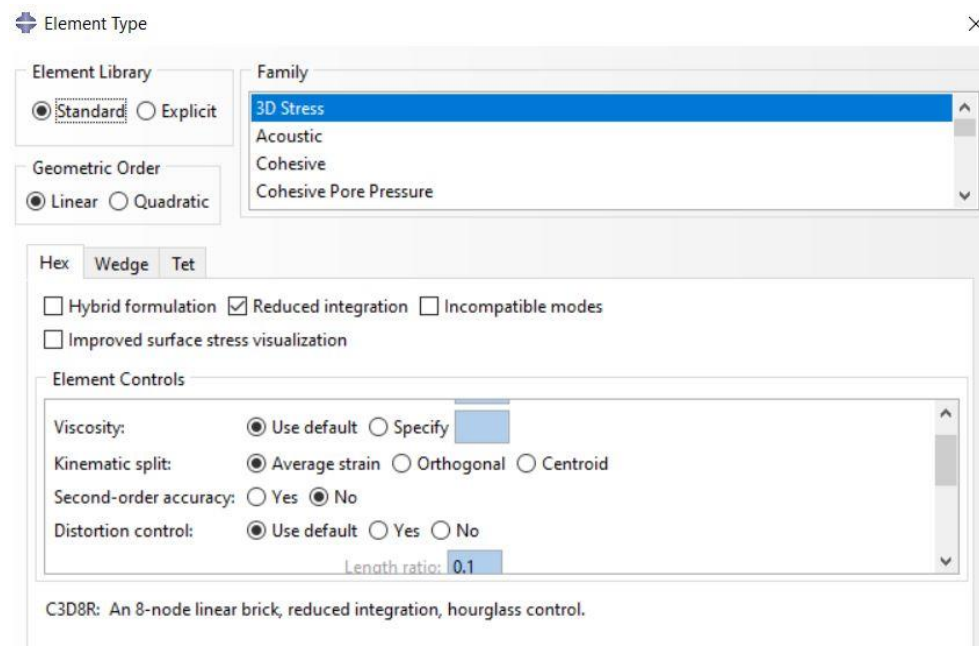 Element Type
Element Library
Standard Explicit
Family
3D Stress
Acoustic
Cohesive
Cohesive Pore Pressure
Geometric Order
Linear Quadratic
Hex Wedge Tet
Hybrid formulation Reduced integration Incompatible modes
Improved surface stress visualization
Element Controls
Viscosity: Use default Specify
Kinematic split: Average strain Orthogonal Centroid
Second-order accuracy: Yes No
Distortion control: Use default Yes No
Length ratio: 0.1
C3D8R: An 8-node linear brick, reduced integration, hourglass control.